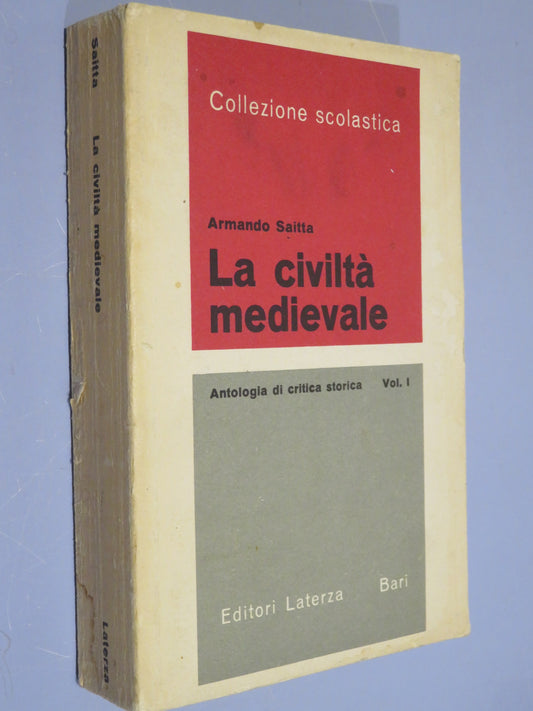 Saitta La civiltà medievale Laterza
Collezione scolastica
Armando Saitta
La civiltà
medievale
Antologia di critica storica Vol. I
Editori Laterza Bari